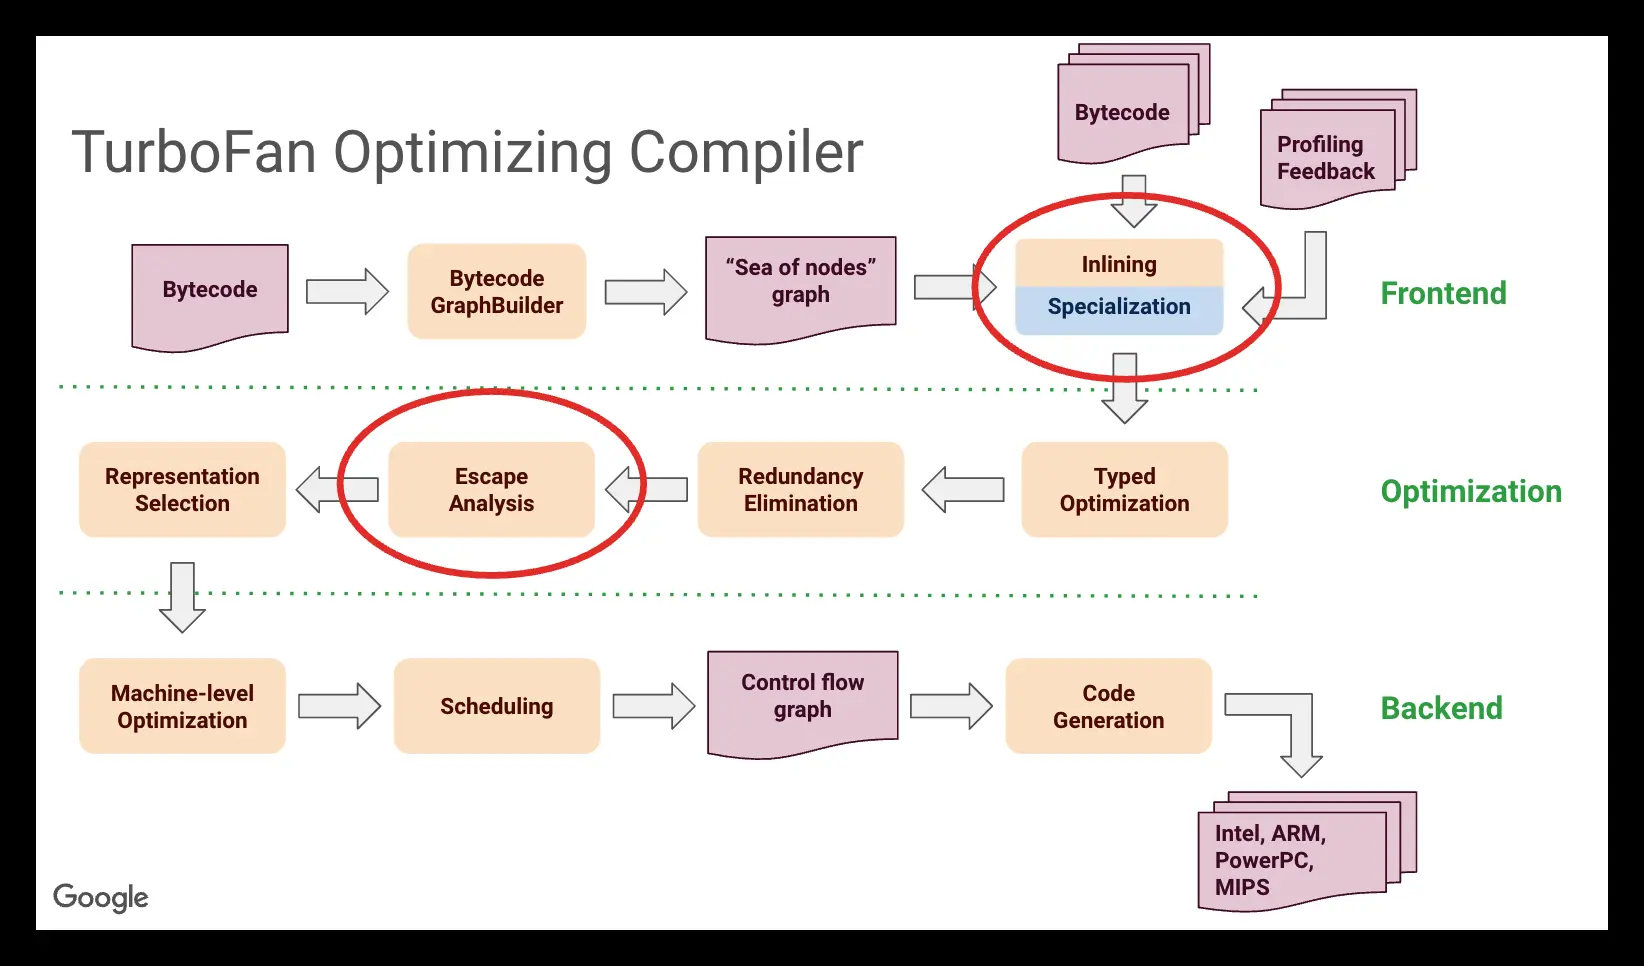 TurboFan Optimizing Compiler
Bytecode
Profiling
Feedback
Bytecode
Bytecode
GraphBuilder
“Sea of nodes”
graph
Inlining
Specialization
Frontend
Representation
Selection
Escape
Analysis
Redundancy
Elimination
Typed
Optimization
Optimization
Machine-level
Optimization
Scheduling
Control flow
graph
Code
Generation
Backend
Intel, ARM,
PowerPC,
MIPS
Google